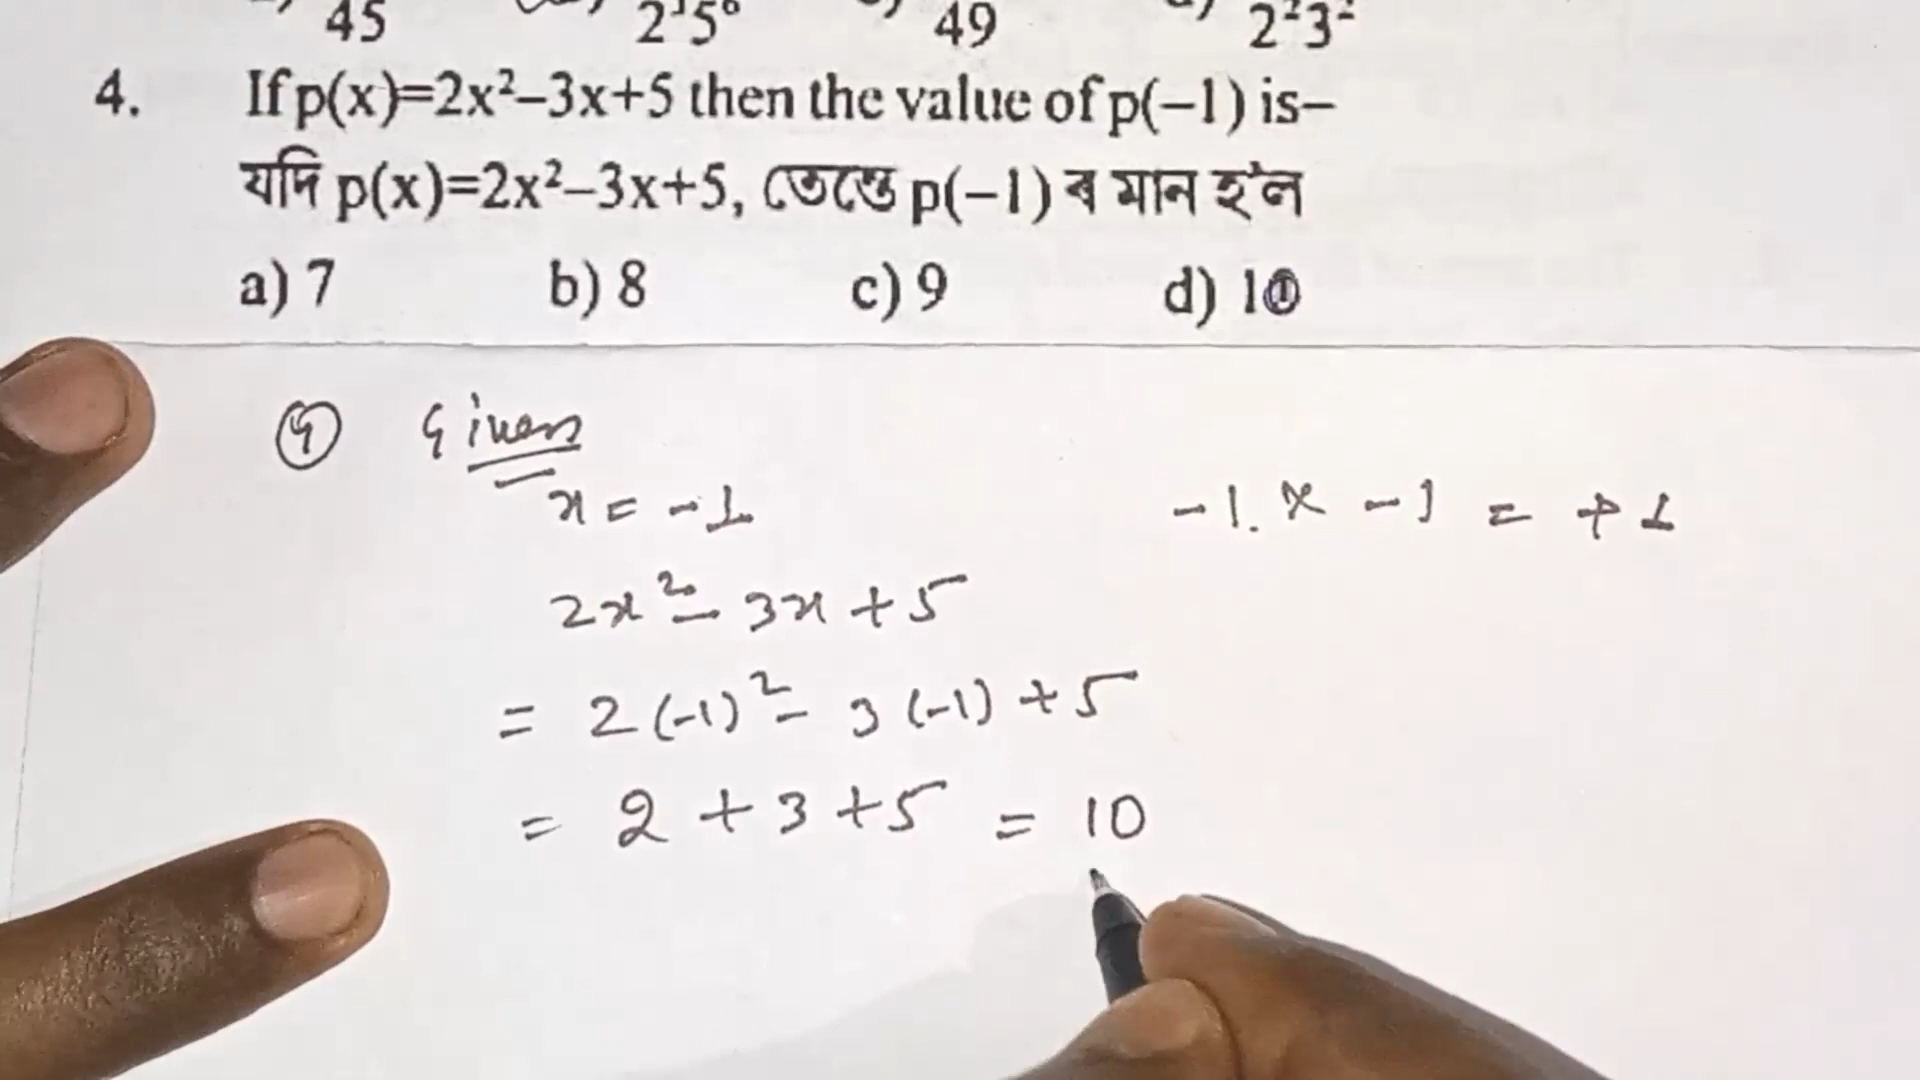 45 2³5⁶ 49 2²3²
4. If p(x)=2x²–3x+5 then the value of p(–1) is–
যদি p(x)=2x²–3x+5, তেন্তে p(–1) ৰ মান হ'ল
a) 7 b) 8 c) 9 d) 10
④ Given
x = -1 -1 × -1 = +1
2x² - 3x + 5
= 2(-1)² - 3(-1) + 5
= 2 + 3 + 5 = 10